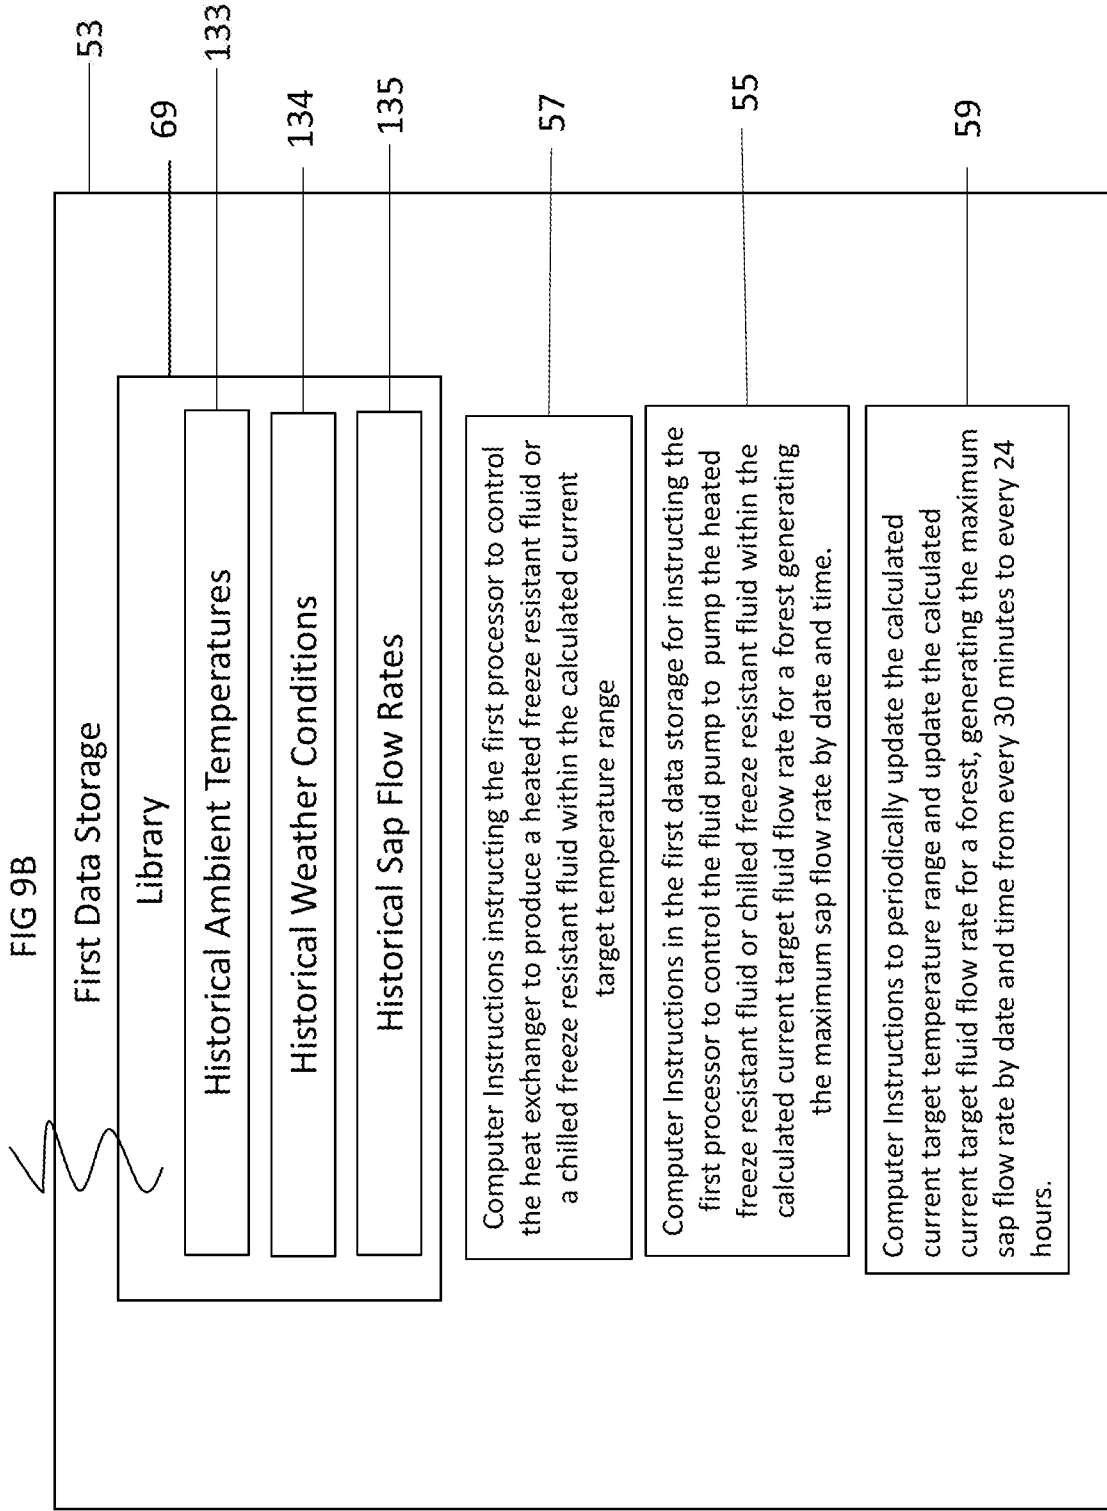 FIG 9B
First Data Storage
53
Library
69
Historical Ambient Temperatures
133
Historical Weather Conditions
134
Historical Sap Flow Rates
135
Computer Instructions instructing the first processor to control
the heat exchanger to produce a heated freeze resistant fluid or
a chilled freeze resistant fluid within the calculated current
target temperature range
57
Computer Instructions in the first data storage for instructing the
first processor to control the fluid pump to pump the heated
freeze resistant fluid or chilled freeze resistant fluid within the
calculated current target fluid flow rate for a forest generating
the maximum sap flow rate by date and time.
55
Computer Instructions to periodically update the calculated
current target temperature range and update the calculated
current target fluid flow rate for a forest, generating the maximum
sap flow rate by date and time from every 30 minutes to every 24
hours.
59